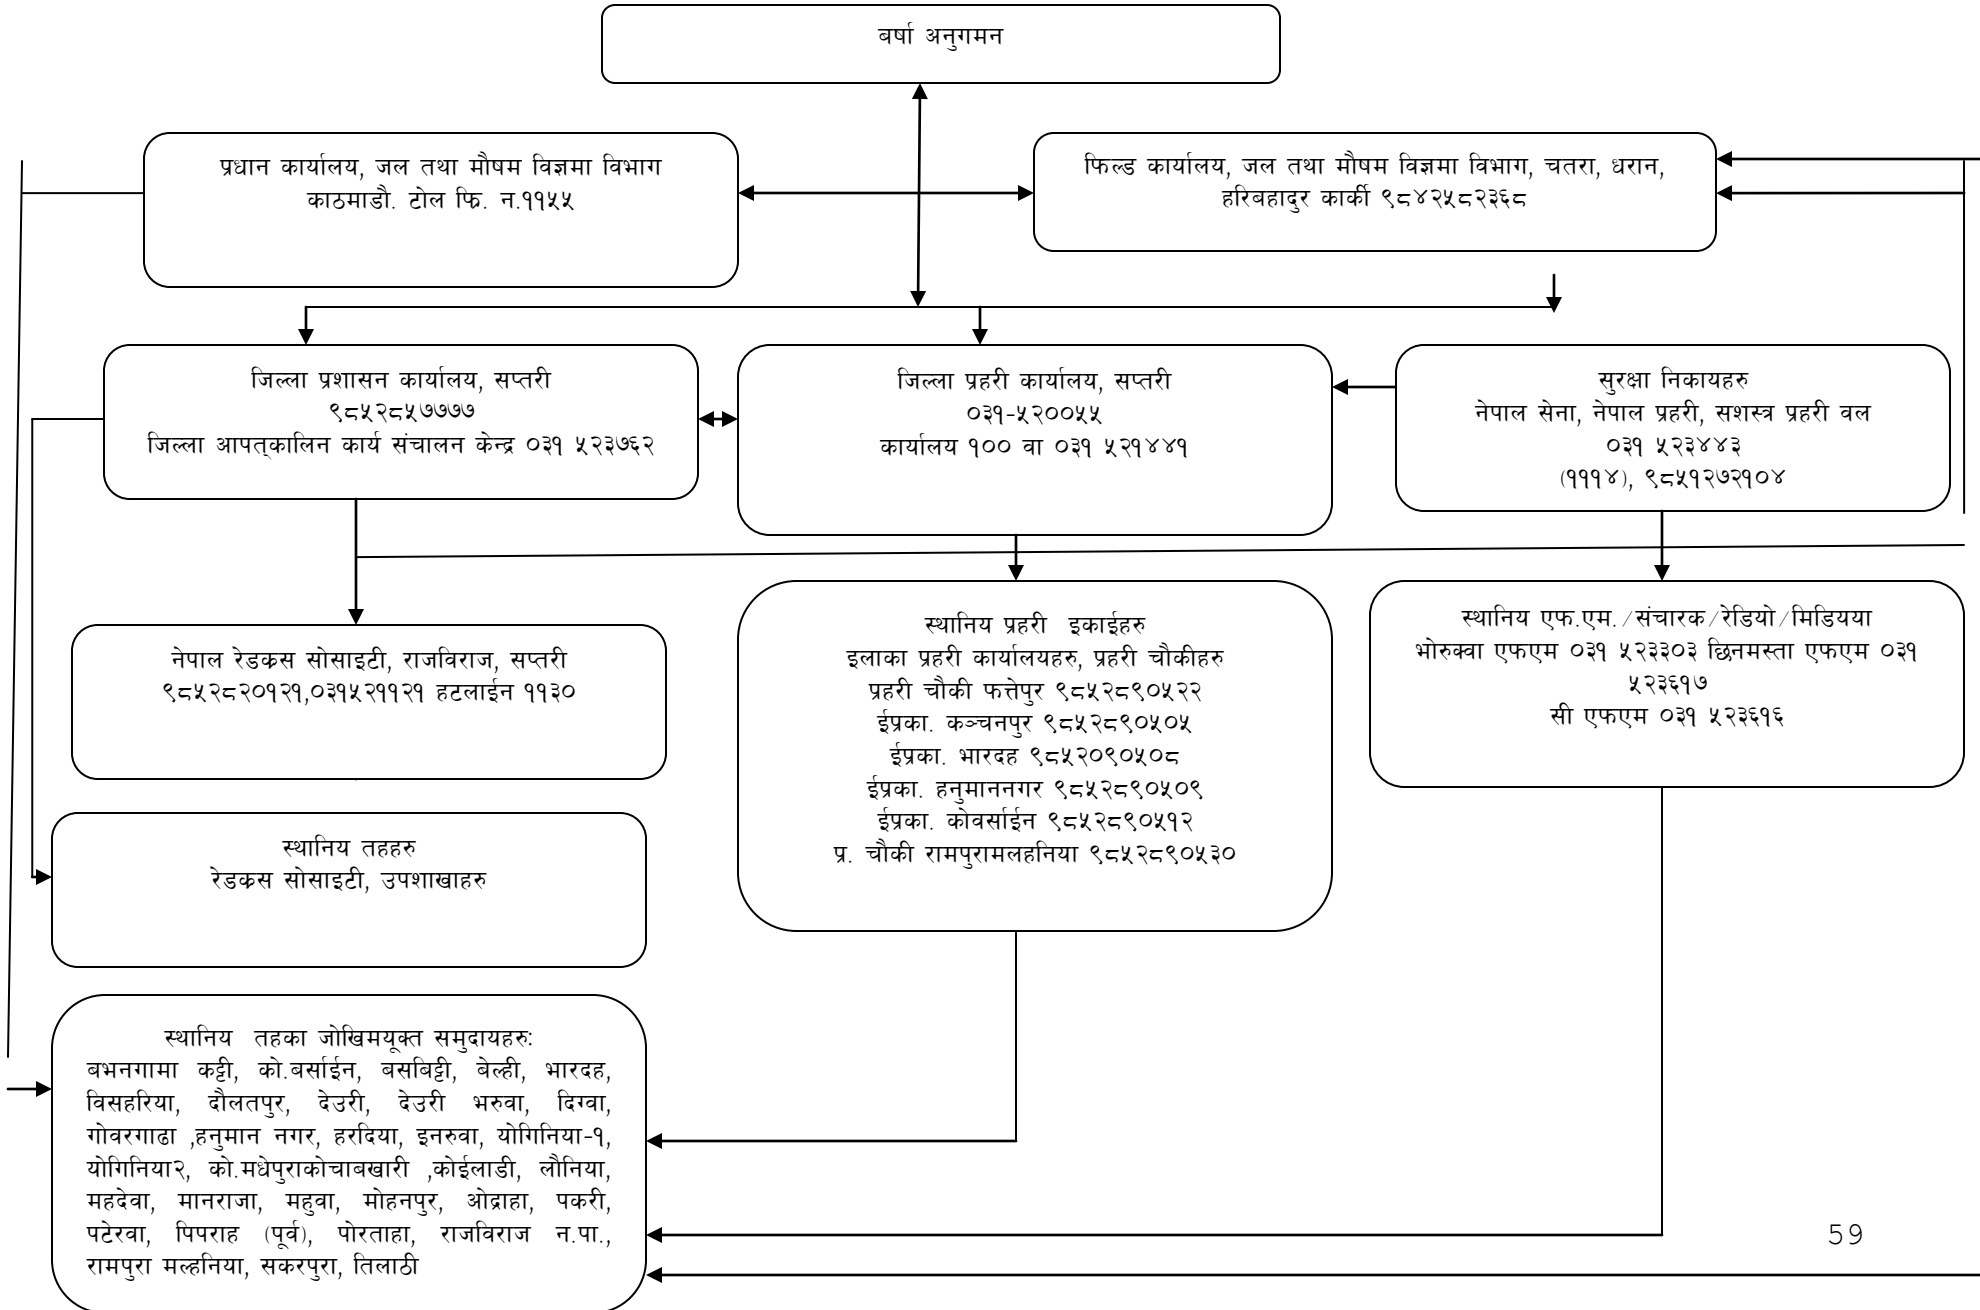 बर्षा अनुगमन
प्रधान कार्यालय, जल तथा मौषम विज्ञमा विभाग
काठमाडौ. टोल फि. न.११५५
फिल्ड कार्यालय, जल तथा मौषम विज्ञमा विभाग, चतरा, धरान,
हरिबहादुर कार्की ९८४२५८२३६८
जिल्ला प्रशासन कार्यालय, सप्तरी
९८५२८५७७७७
जिल्ला आपत्कालिन कार्य संचालन केन्द्र ०३१ ५२३७६२
जिल्ला प्रहरी कार्यालय, सप्तरी
०३१-५२००५५
कार्यालय १०० वा ०३१ ५२१४४१
सुरक्षा निकायहरु
नेपाल सेना, नेपाल प्रहरी, सशस्त्र प्रहरी वल
०३१ ५२३४४३
(१११४), ९८५१२७२१०४
नेपाल रेडक्रस सोसाइटी, राजविराज, सप्तरी
९८५२८२०१२१,०३१५२११२१ हटलाईन ११३०
स्थानिय प्रहरी इकाईहरु
इलाका प्रहरी कार्यालयहरु, प्रहरी चौकीहरु
प्रहरी चौकी फत्तेपुर ९८५२८९०५२२
ईप्रका. कञ्चनपुर ९८५२८९०५०५
ईप्रका. भारदह ९८५२०९०५०८
ईप्रका. हनुमाननगर ९८५२८९०५०९
ईप्रका. कोवर्साईन ९८५२८९०५१२
प्र. चौकी रामपुरामलहनिया ९८५२८९०५३०
स्थानिय एफ.एम./संचारक/रेडियो/मिडियया
भोरुक्वा एफएम ०३१ ५२३३०३ छिनमस्ता एफएम ०३१
५२३६१७
सी एफएम ०३१ ५२३६१६
स्थानिय तहहरु
रेडक्रस सोसाइटी, उपशाखाहरु
स्थानिय तहका जोखिमयूक्त समुदायहरु:
बभनगामा कट्टी, को.बर्साईन, बसबिट्टी, बेल्ही, भारदह,
विसहरिया, दौलतपुर, देउरी, देउरी भरुवा, दिग्वा,
गोवरगाढा ,हनुमान नगर, हरदिया, इनरुवा, योगिनिया-१,
योगिनिया२, को.मधेपुराकोचाबखारी ,कोईलाडी, लौनिया,
महदेवा, मानराजा, महुवा, मोहनपुर, ओद्राहा, पकरी,
पटेरवा, पिपराह (पूर्व), पोरताहा, राजविराज न.पा.,
रामपुरा मल्हनिया, सकरपुरा, तिलाठी
59